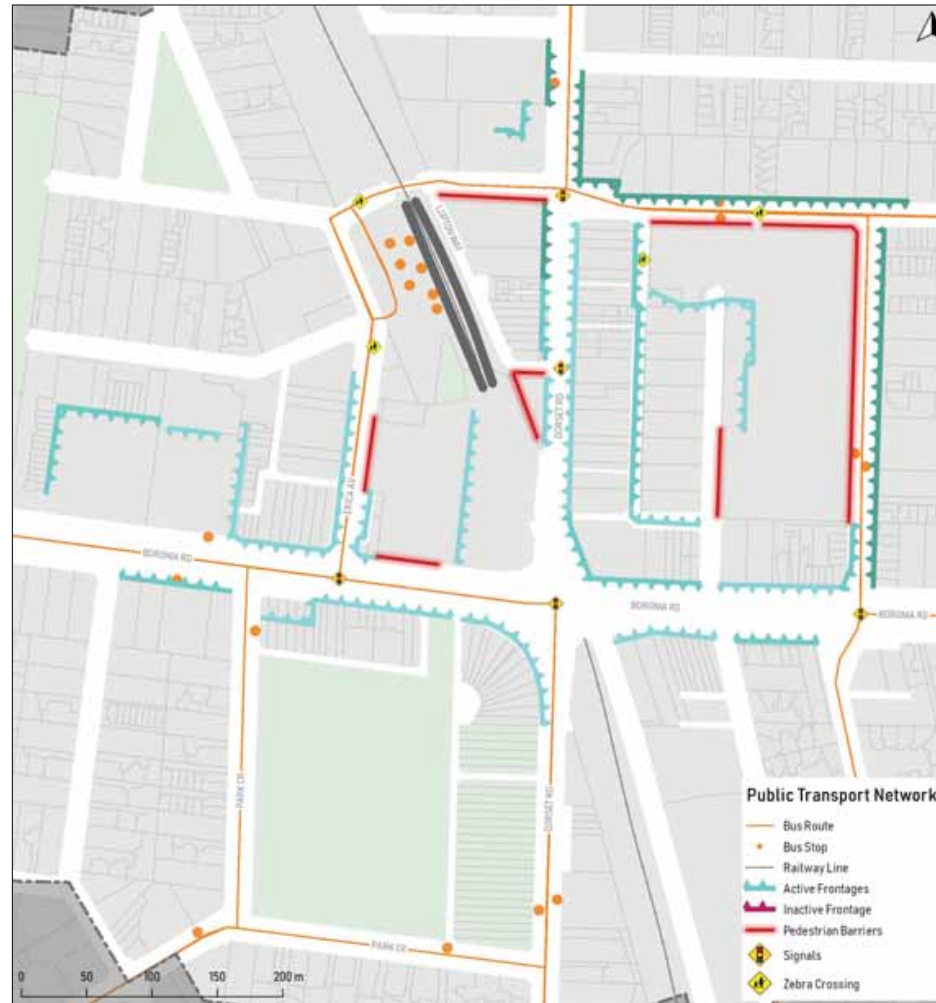 LUPTON WAY
DORSET RD
ERICA AV
BORONIA RD
BORONIA RD
BORONIA RD
PARK CR
DORSET RD
PARK CR
0 50 100 150 200 m
Public Transport Network
Bus Route
Bus Stop
Railway Line
Active Frontages
Inactive Frontage
Pedestrian Barriers
Signals
Zebra Crossing